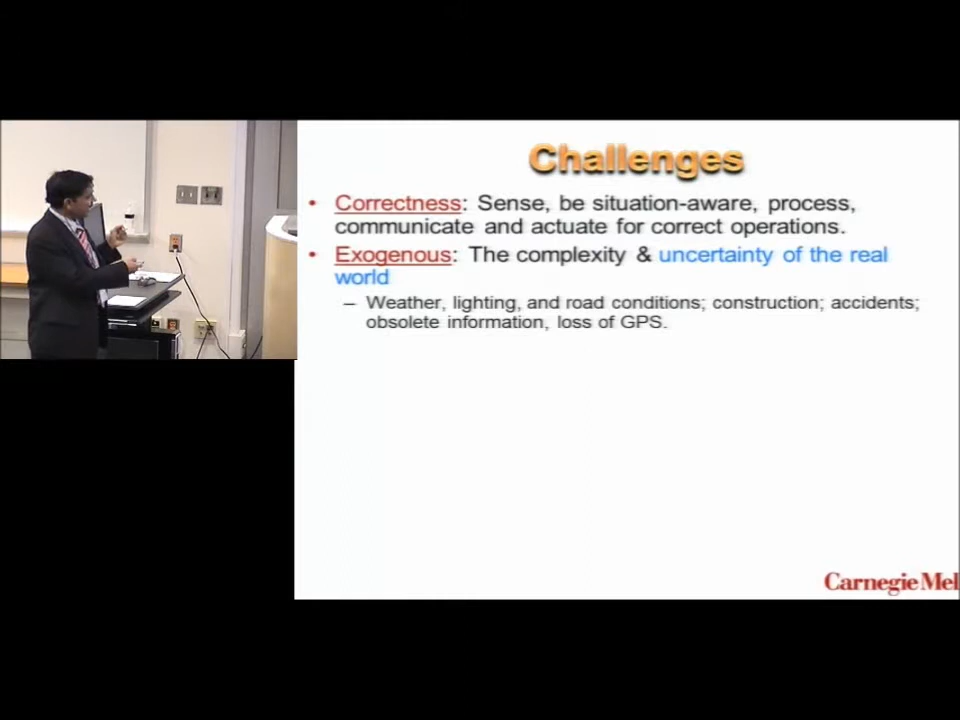 Challenges
• Correctness: Sense, be situation-aware, process,
communicate and actuate for correct operations.
• Exogenous: The complexity & uncertainty of the real
world
– Weather, lighting, and road conditions; construction; accidents;
obsolete information, loss of GPS.
Carnegie Mel